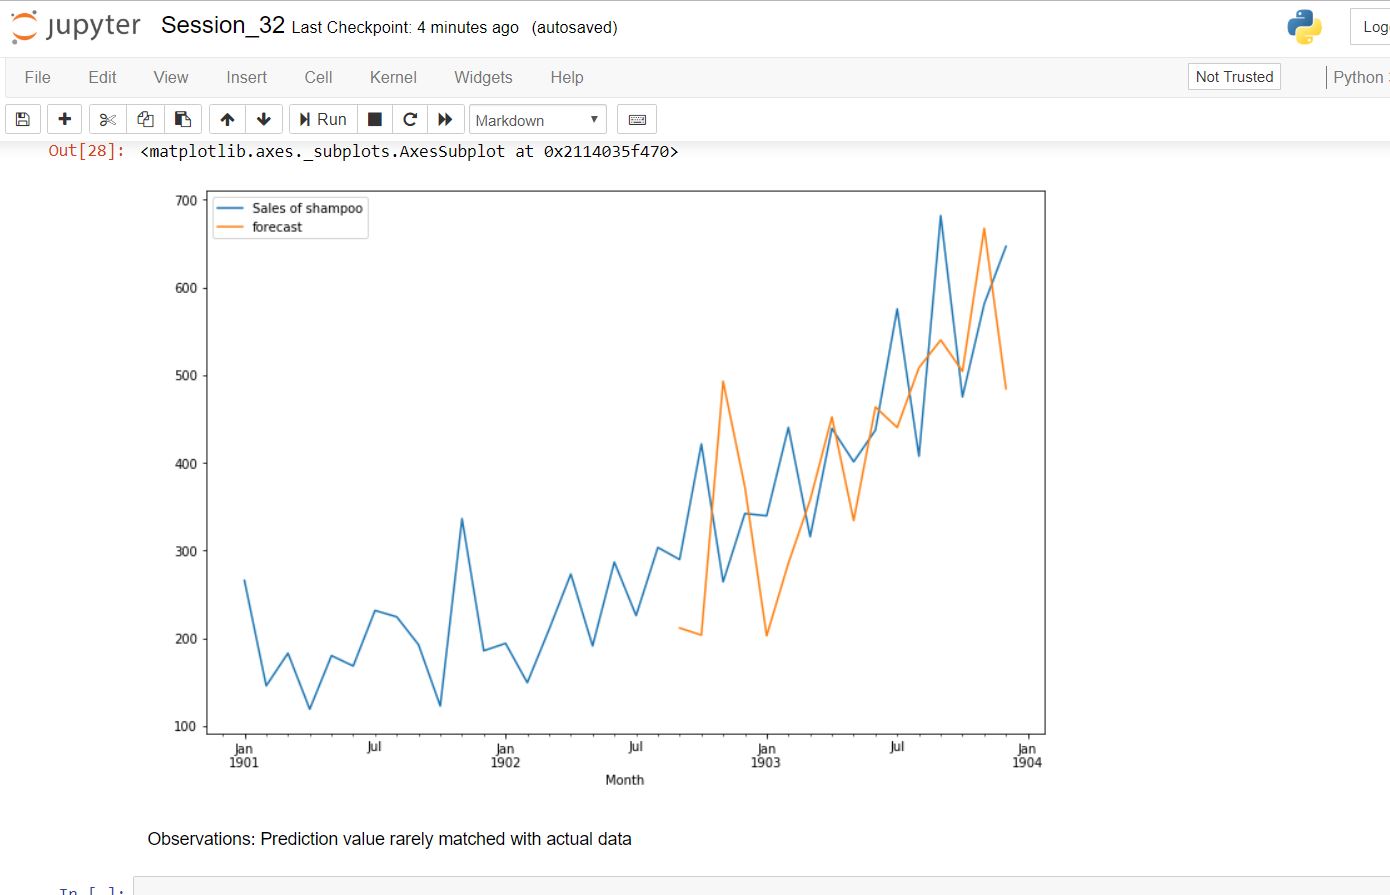 jupyter Session_32 Last Checkpoint: 4 minutes ago (autosaved)
File Edit View Insert Cell Kernel Widgets Help Not Trusted Python
Run Markdown
Out[28]: <matplotlib.axes._subplots.AxesSubplot at 0x2114035f470>
700
Sales of shampoo
forecast
600
500
400
300
200
100
Jan Jul Jan Jul Jan Jul Jan
1901 1902 1903 1904
Month
Observations: Prediction value rarely matched with actual data
In [ ]: